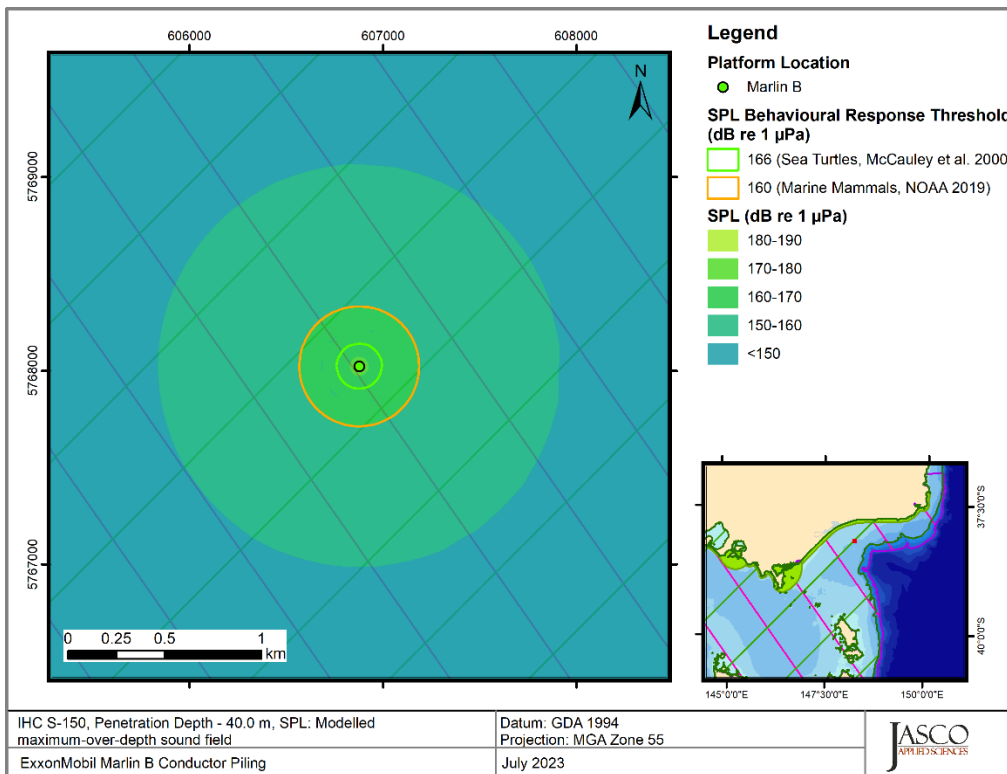 606000 607000 608000
5769000
5768000
5767000
N
0 0.25 0.5 1
km
Legend
Platform Location
Marlin B
SPL Behavioural Response Threshold
(dB re 1 µPa)
166 (Sea Turtles, McCauley et al. 2000
160 (Marine Mammals, NOAA 2019)
SPL (dB re 1 µPa)
180-190
170-180
160-170
150-160
<150
37°30'0"S
40°0'0"S
145°0'0"E 147°30'0"E 150°0'0"E
IHC S-150, Penetration Depth - 40.0 m, SPL: Modelled
maximum-over-depth sound field
ExxonMobil Marlin B Conductor Piling
Datum: GDA 1994
Projection: MGA Zone 55
July 2023
JASCO
APPLIED SCIENCES